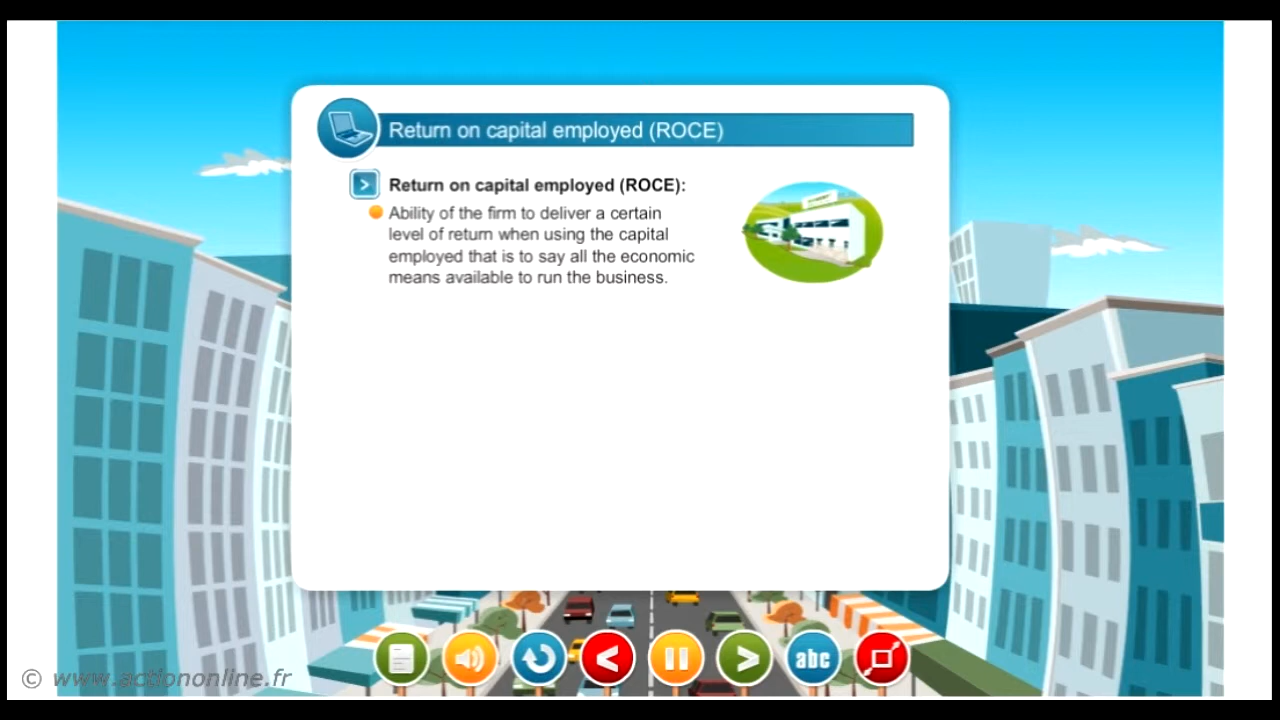 Return on capital employed (ROCE)
> Return on capital employed (ROCE):
Ability of the firm to deliver a certain
level of return when using the capital
employed that is to say all the economic
means available to run the business.
abc
© www.actiononline.fr